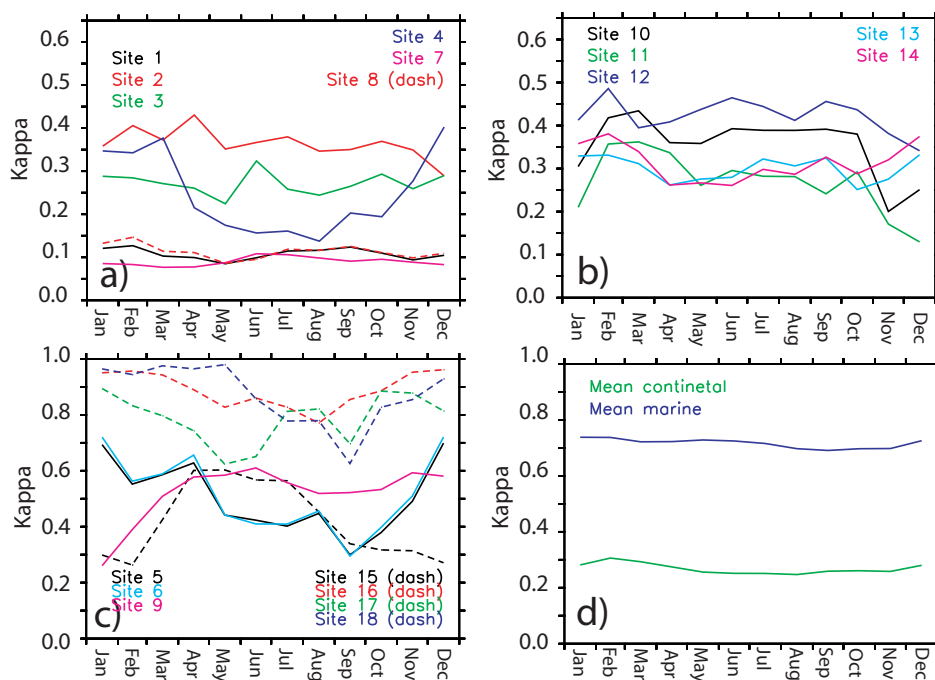 0.6
0.5
0.4
0.3
0.2
0.1
0.0
Kappa
Site 1
Site 2
Site 3
Site 4
Site 7
Site 8 (dash)
a)
Jan
Feb
Mar
Apr
May
Jun
Jul
Aug
Sep
Oct
Nov
Dec
0.6
0.5
0.4
0.3
0.2
0.1
0.0
Kappa
Site 10
Site 11
Site 12
Site 13
Site 14
b)
Jan
Feb
Mar
Apr
May
Jun
Jul
Aug
Sep
Oct
Nov
Dec
1.0
0.8
0.6
0.4
0.2
0.0
Kappa
Site 5
Site 6
Site 9
Site 15 (dash)
Site 16 (dash)
Site 17 (dash)
Site 18 (dash)
c)
Jan
Feb
Mar
Apr
May
Jun
Jul
Aug
Sep
Oct
Nov
Dec
1.0
0.8
0.6
0.4
0.2
0.0
Kappa
Mean continetal
Mean marine
d)
Jan
Feb
Mar
Apr
May
Jun
Jul
Aug
Sep
Oct
Nov
Dec